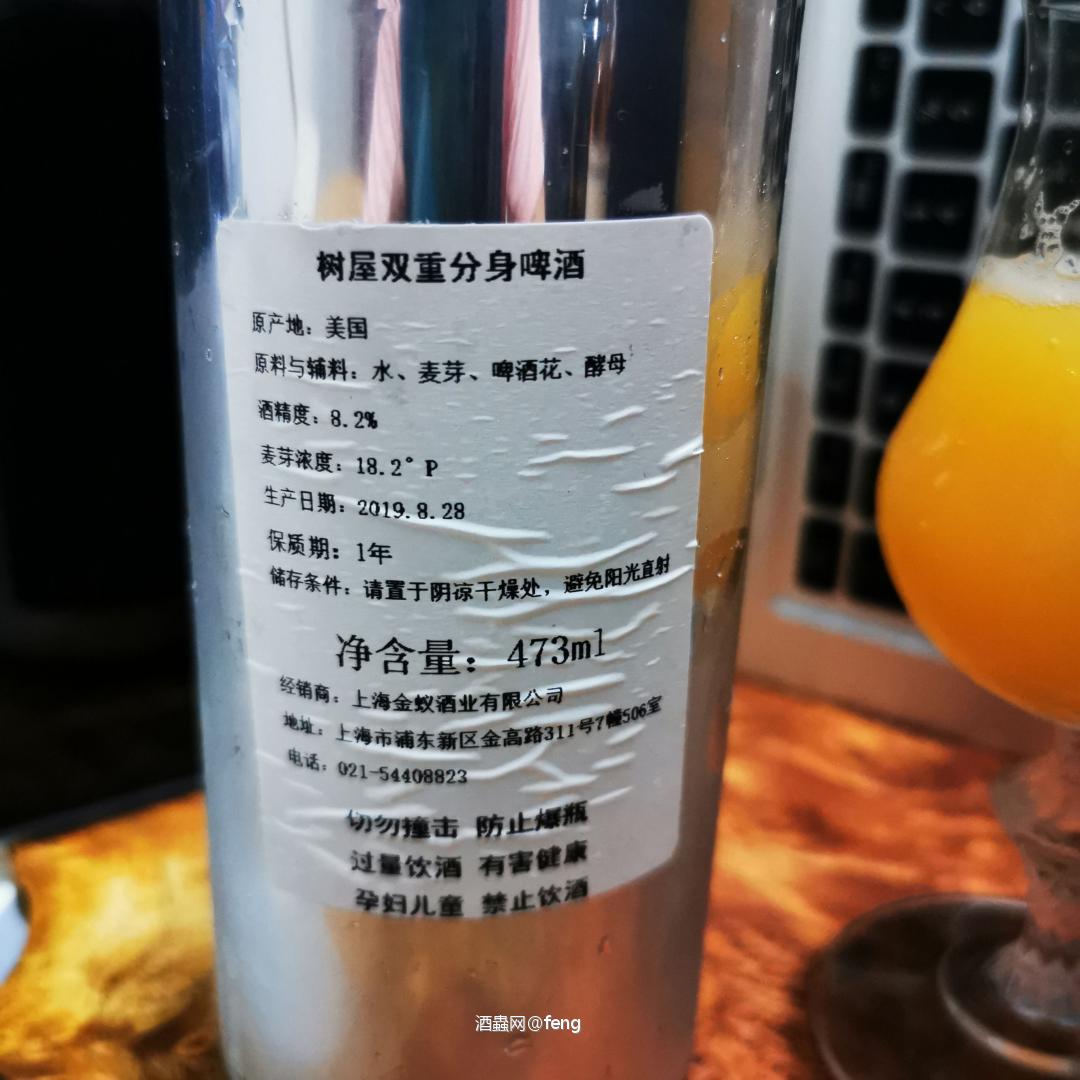 树屋双重分身啤酒
原产地：美国
原料与辅料：水、麦芽、啤酒花、酵母
酒精度：8.2%
麦芽浓度：18.2°P
生产日期：2019.8.28
保质期：1年
储存条件：请置于阴凉干燥处，避免阳光直射
净含量：473ml
经销商：上海金蚁酒业有限公司
地址：上海市浦东新区金高路311号7幢506室
电话：021-54408823
切勿撞击 防止爆瓶
过量饮酒 有害健康
孕妇儿童 禁止饮酒
酒蟲网@feng